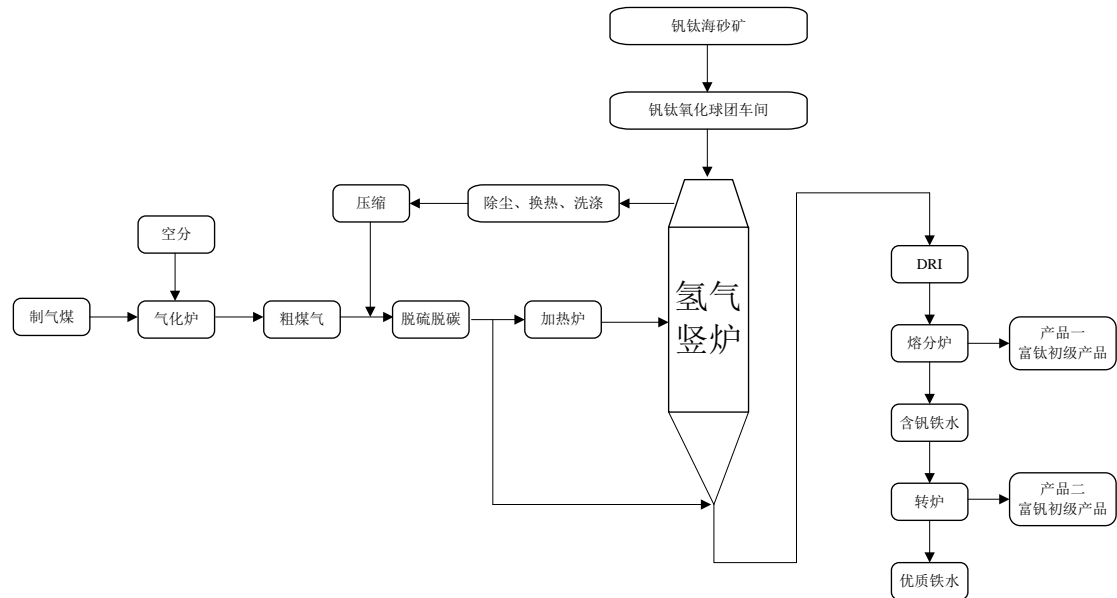 钒钛海砂矿
钒钛氧化球团车间
压缩
除尘、换热、洗涤
空分
制气煤
气化炉
粗煤气
脱硫脱碳
加热炉
氢气
竖炉
DRI
熔分炉
产品一
富钛初级产品
含钒铁水
转炉
产品二
富钒初级产品
优质铁水